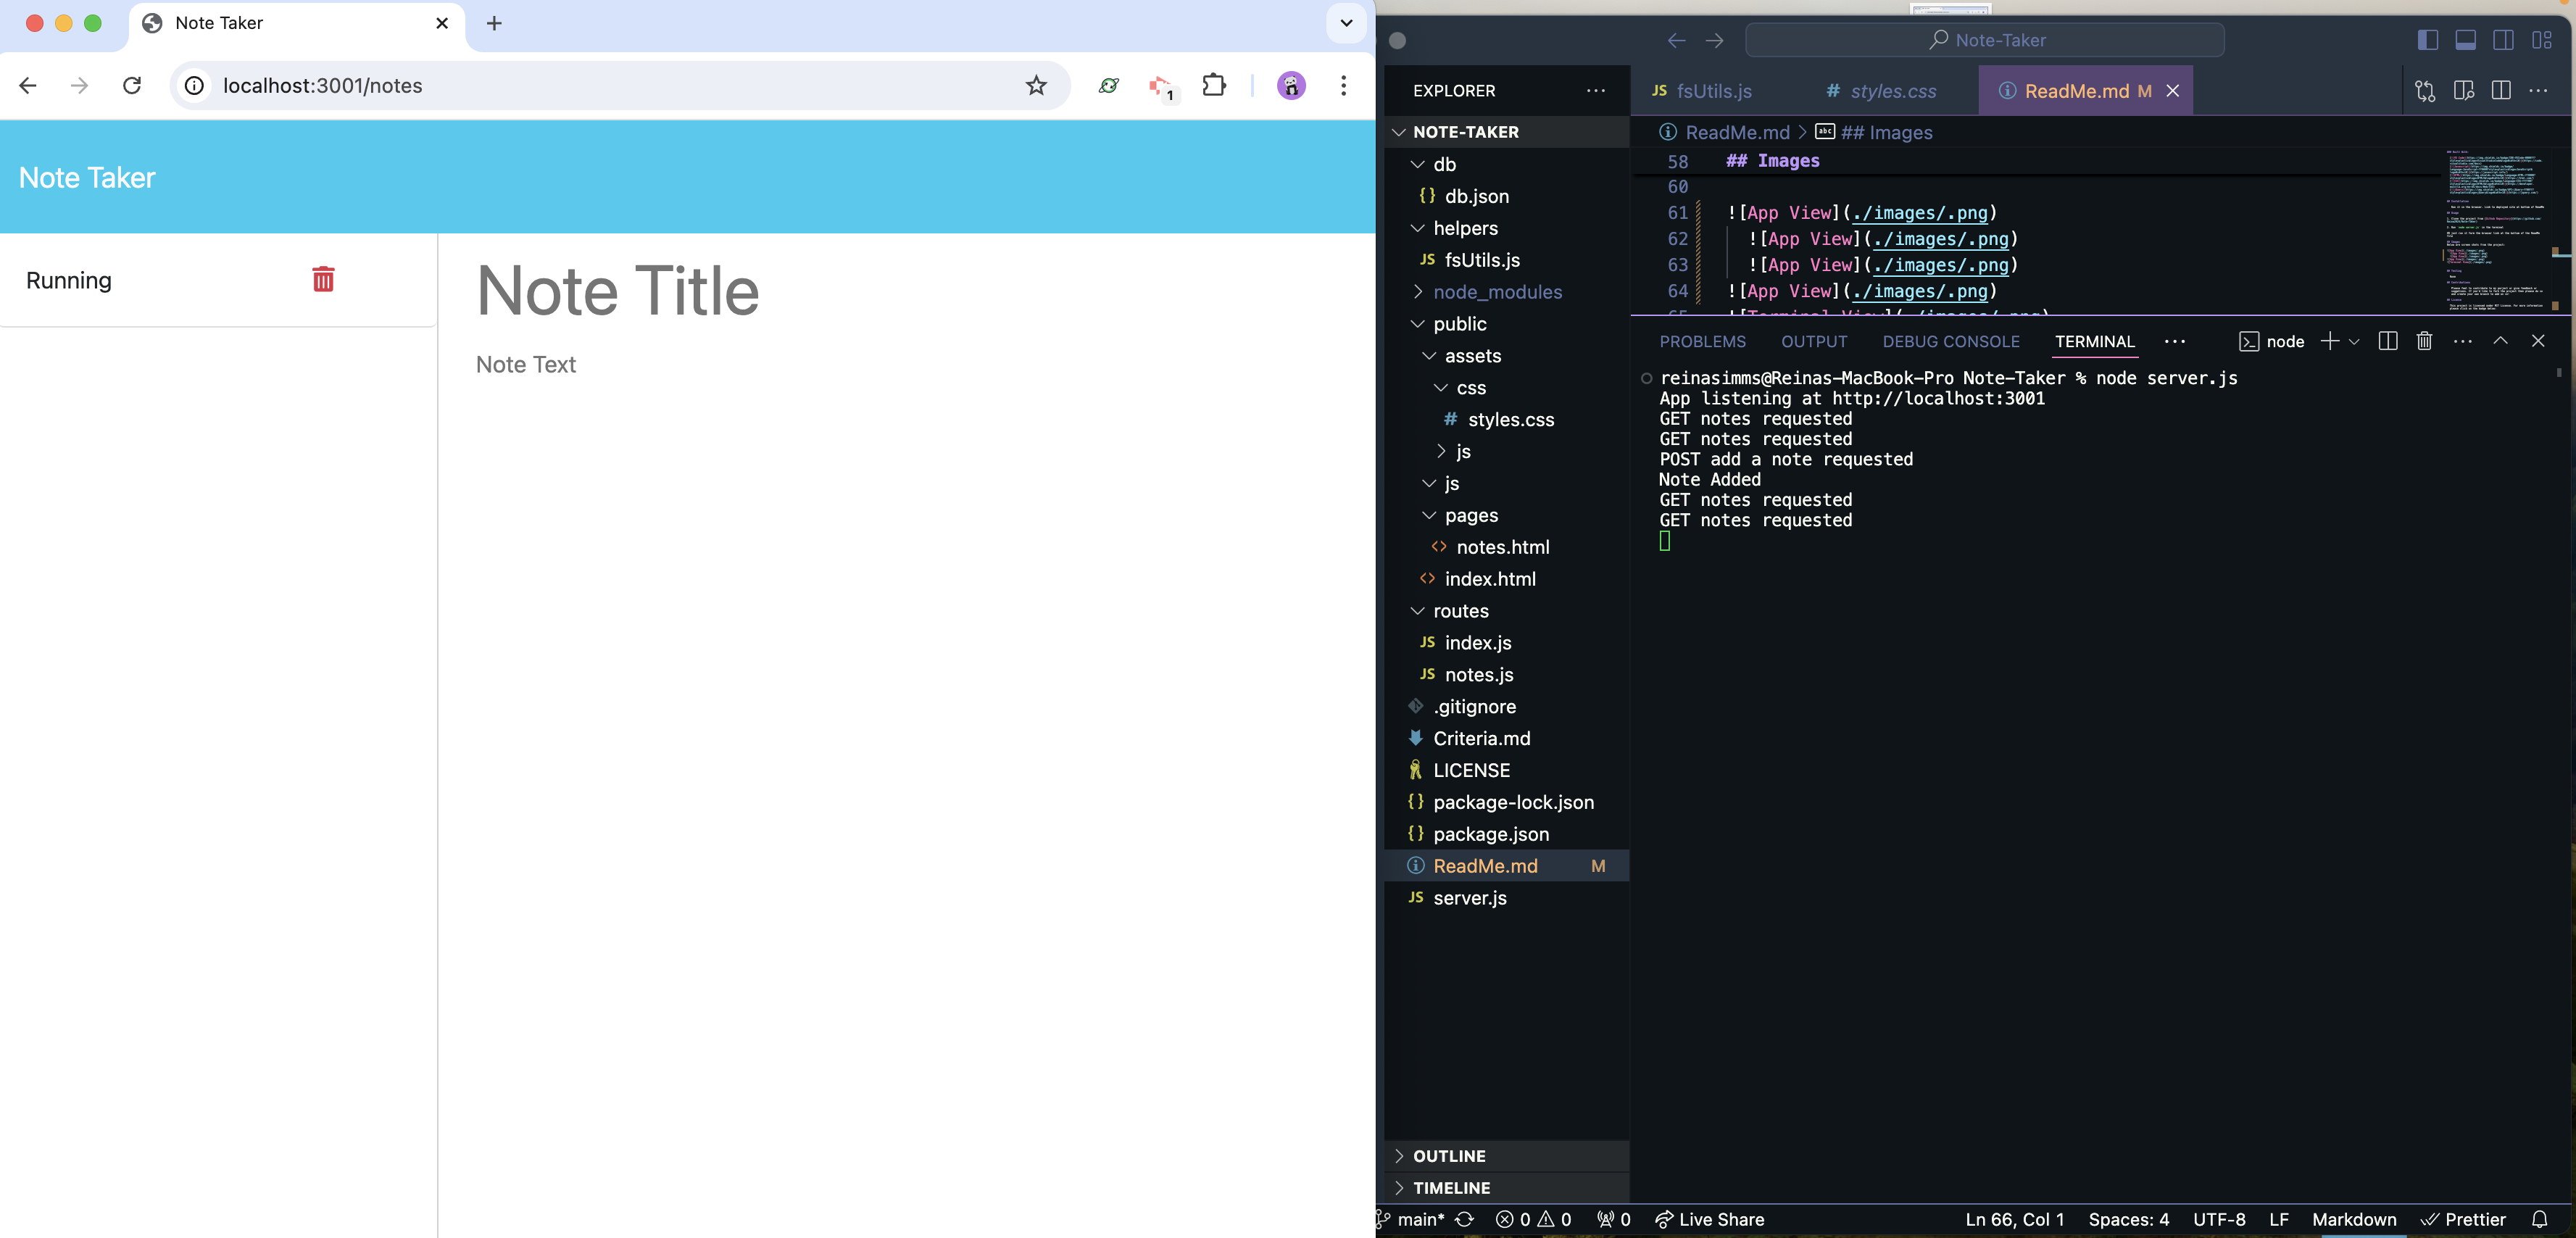 Note Taker
localhost:3001/notes
1
Note Taker
Running
Note Title
Note Text
Note-Taker
EXPLORER
NOTE-TAKER
db
{} db.json
helpers
JS fsUtils.js
node_modules
public
assets
css
# styles.css
js
js
pages
<> notes.html
<> index.html
routes
JS index.js
JS notes.js
.gitignore
Criteria.md
LICENSE
{} package-lock.json
{} package.json
ReadMe.md M
JS server.js
OUTLINE
TIMELINE
JS fsUtils.js # styles.css ReadMe.md M
ReadMe.md > abc ## Images
58 ## Images
60
61 ![App View](./images/.png)
62 ![App View](./images/.png)
63 ![App View](./images/.png)
64 ![App View](./images/.png)
PROBLEMS OUTPUT DEBUG CONSOLE TERMINAL ... node
reinasimms@Reinas-MacBook-Pro Note-Taker % node server.js
App listening at http://localhost:3001
GET notes requested
GET notes requested
POST add a note requested
Note Added
GET notes requested
GET notes requested
main* 0 0 0 Live Share Ln 66, Col 1 Spaces: 4 UTF-8 LF Markdown Prettier